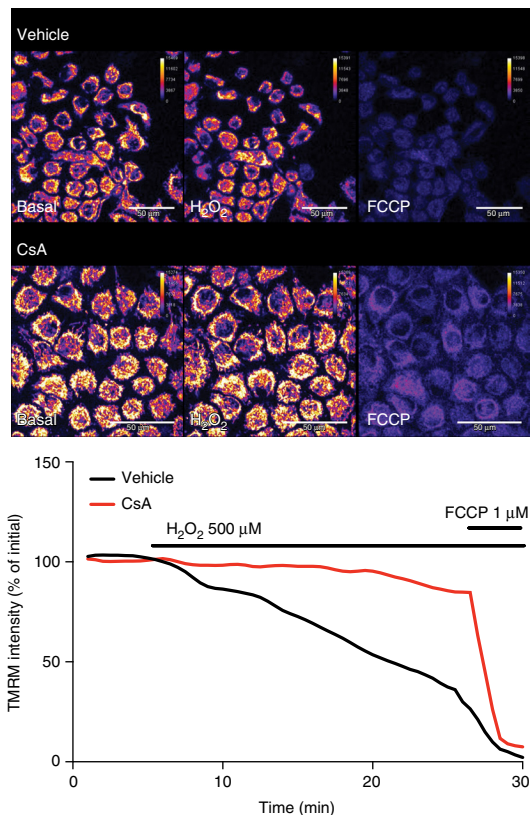 Vehicle
Basal
50 µm
H₂O₂
50 µm
FCCP
50 µm
CsA
Basal
50 µm
H₂O₂
50 µm
FCCP
50 µm
150
Vehicle
CsA
FCCP 1 µM
H₂O₂ 500 µM
100
TMRM intensity (% of initial)
50
0
0 10 20 30
Time (min)